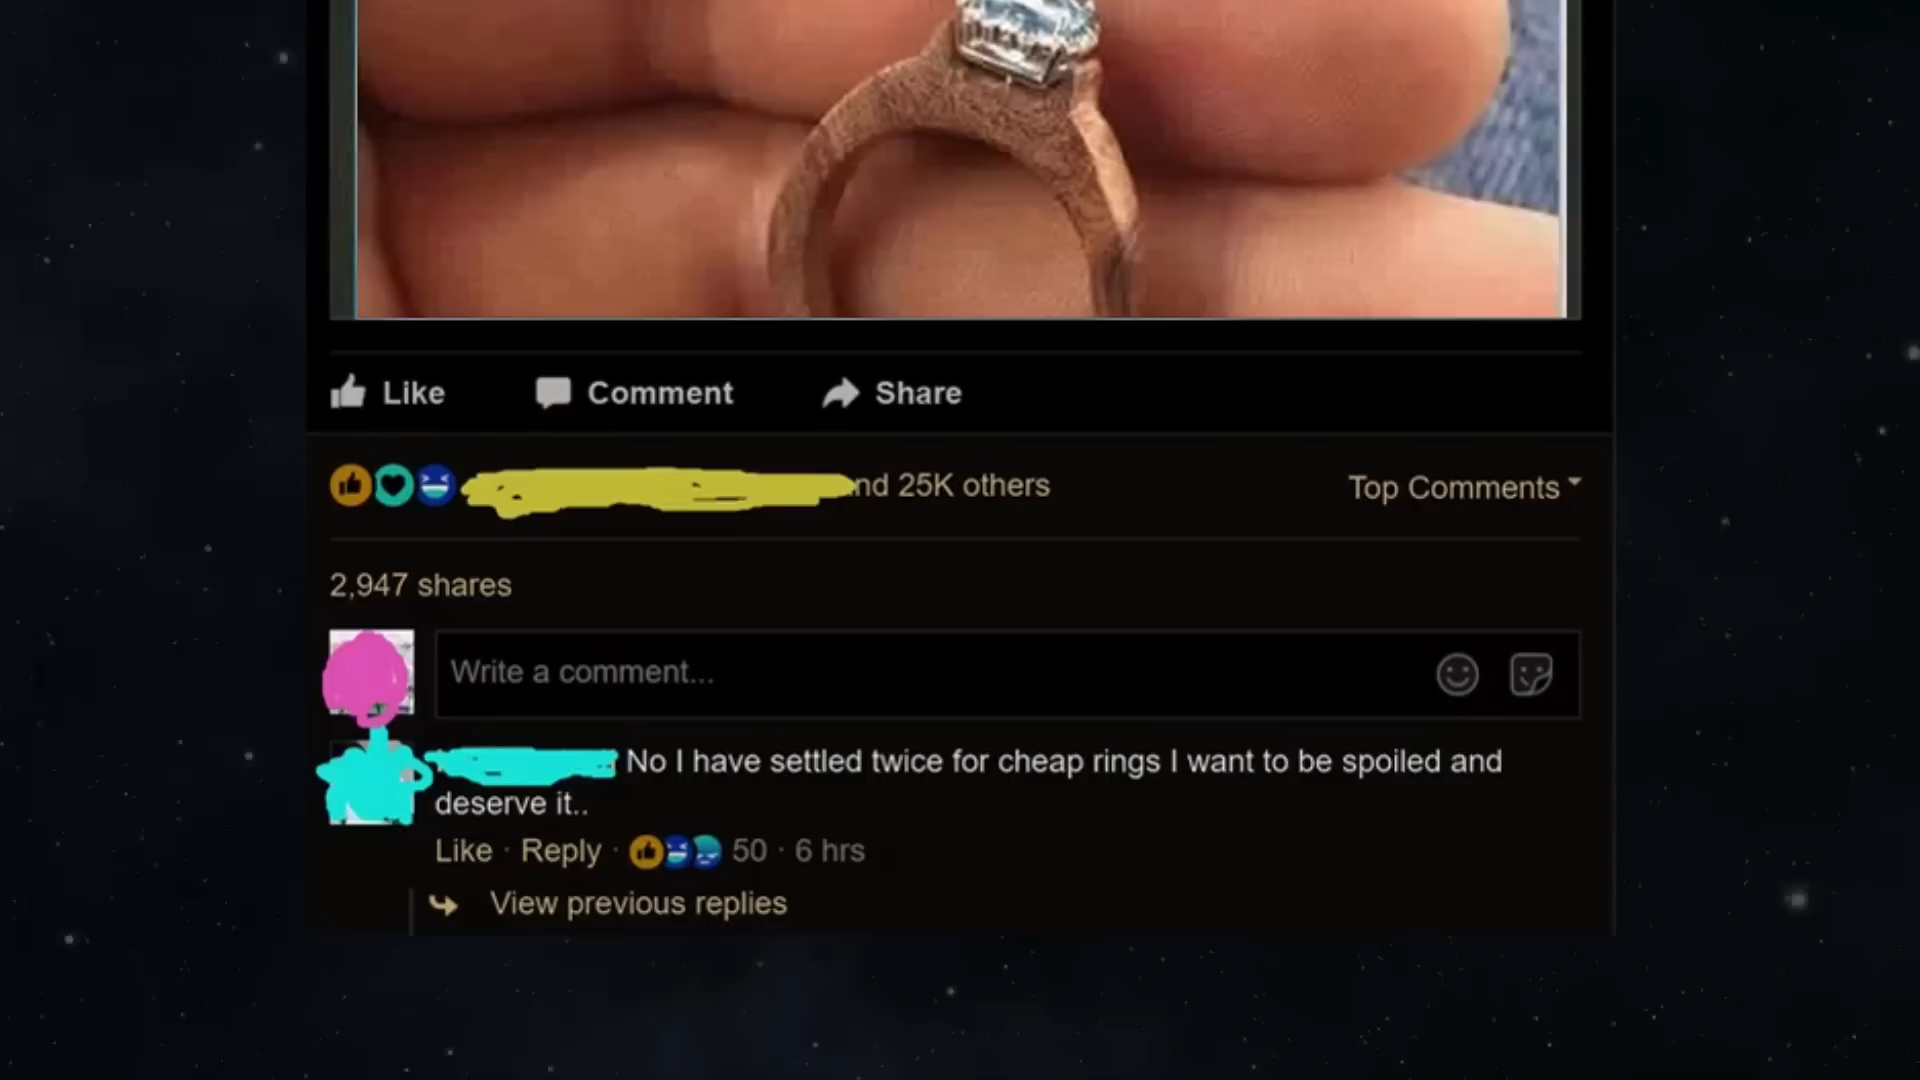 Like Comment Share
nd 25K others Top Comments
2,947 shares
Write a comment...
No I have settled twice for cheap rings I want to be spoiled and
deserve it..
Like · Reply · 50 · 6 hrs
View previous replies